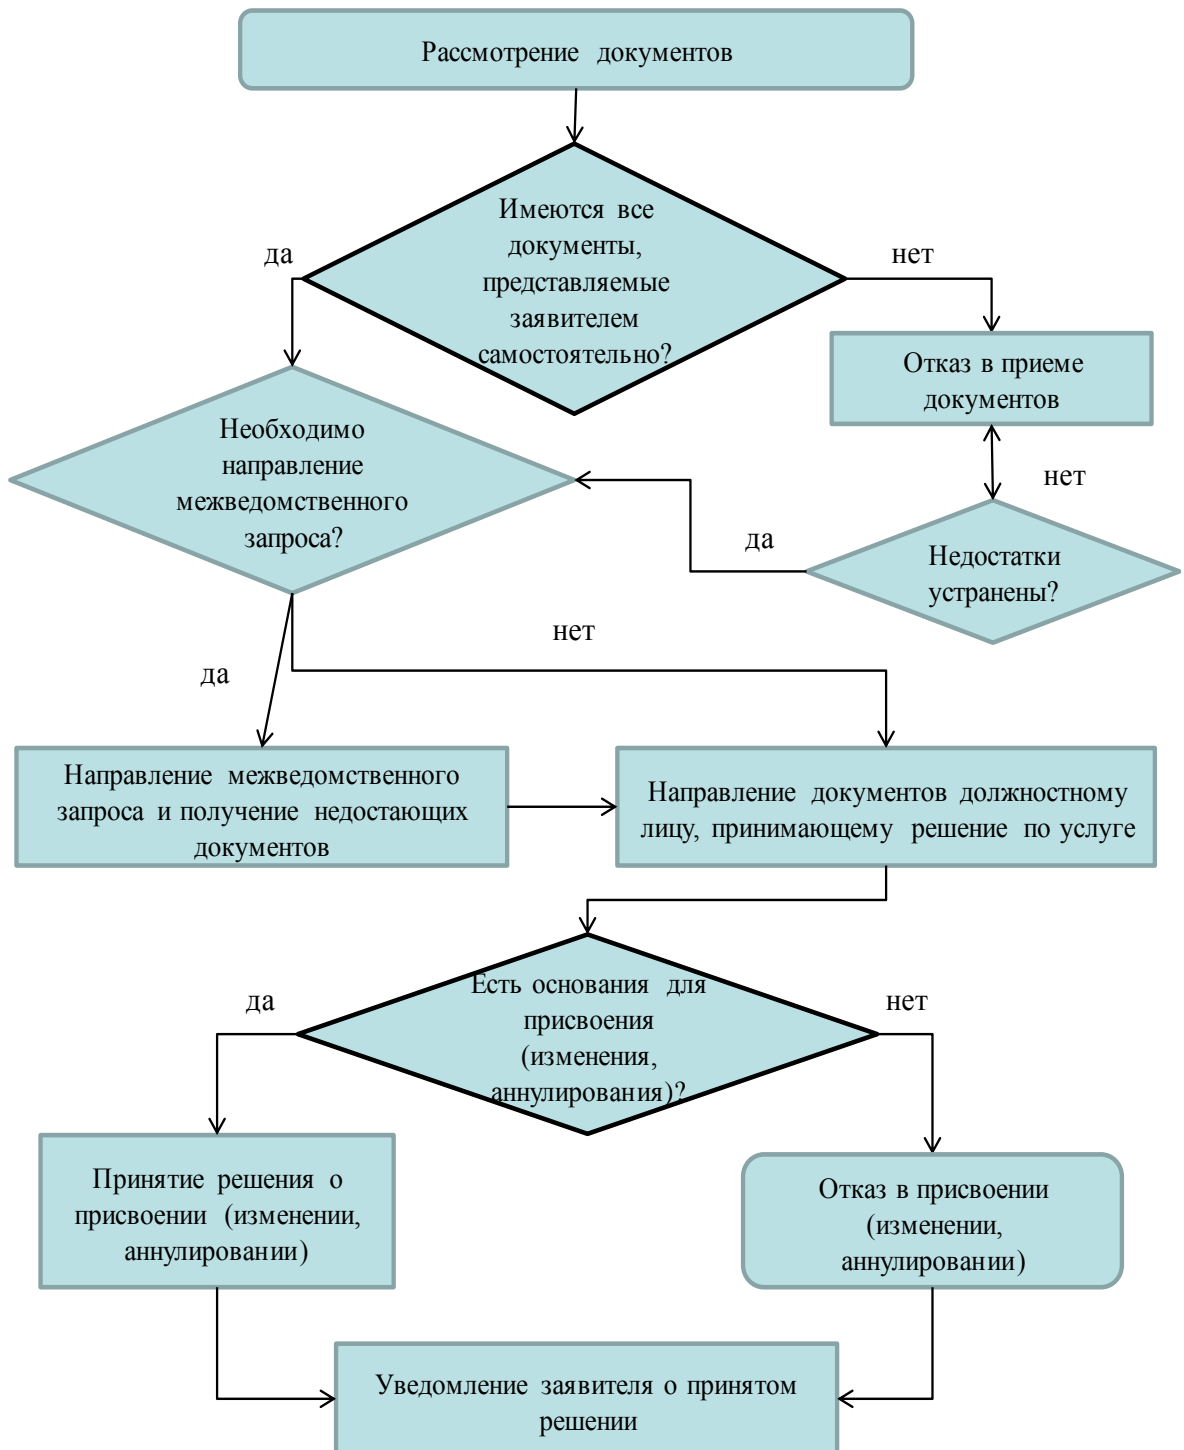 Рассмотрение документов
Имеются все
документы,
представляемые
заявителем
самостоятельно?
да
нет
Отказ в приеме
документов
Необходимо
направление
межведомственного
запроса?
нет
да
Недостатки
устранены?
нет
да
Направление межведомственного
запроса и получение недостающих
документов
Направление документов должностному
лицу, принимающему решение по услуге
Есть основания для
присвоения
(изменения,
аннулирования)?
да
нет
Принятие решения о
присвоении (изменении,
аннулировании)
Отказ в присвоении
(изменении,
аннулировании)
Уведомление заявителя о принятом
решении